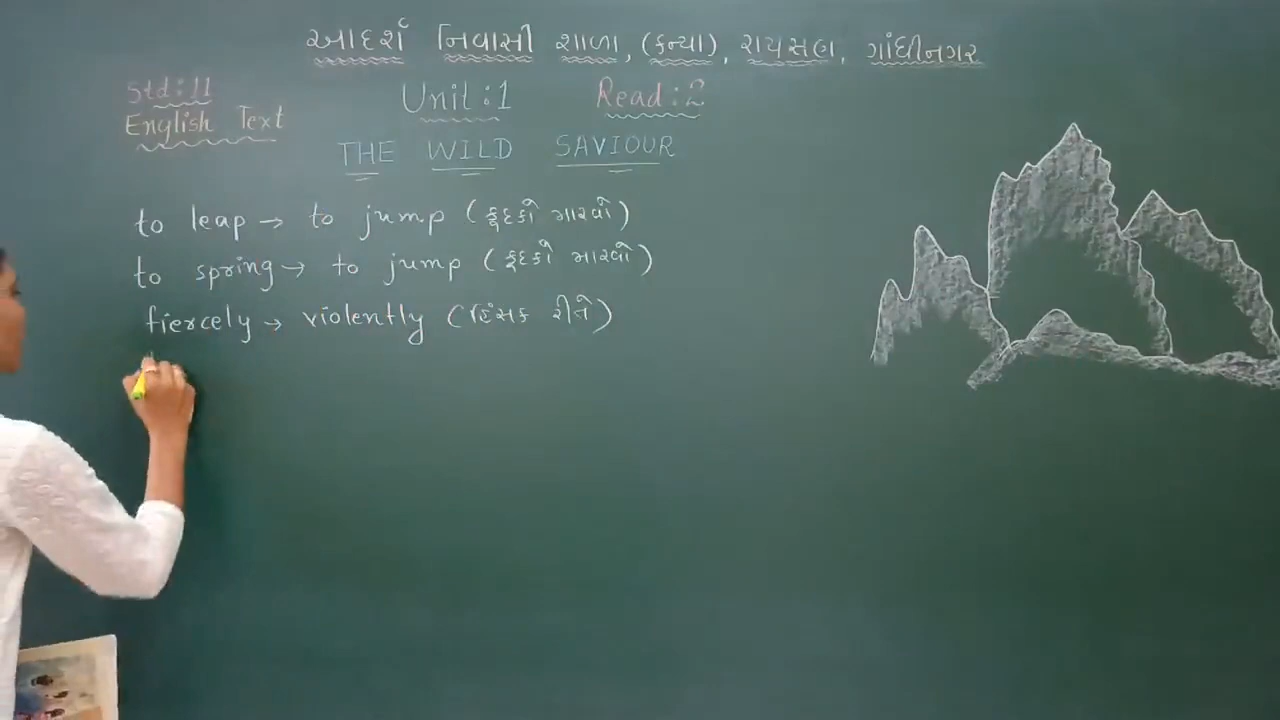 આદર્શ નિવાસી શાળા, (કન્યા), રાયસણ, ગાંધીનગર
Std:11 Unit:1 Read:2
English Text
THE WILD SAVIOUR
to leap → to jump (કૂદકો મારવો)
to spring → to jump (કૂદકો મારવો)
fiercely → violently (હિંસક રીતે)